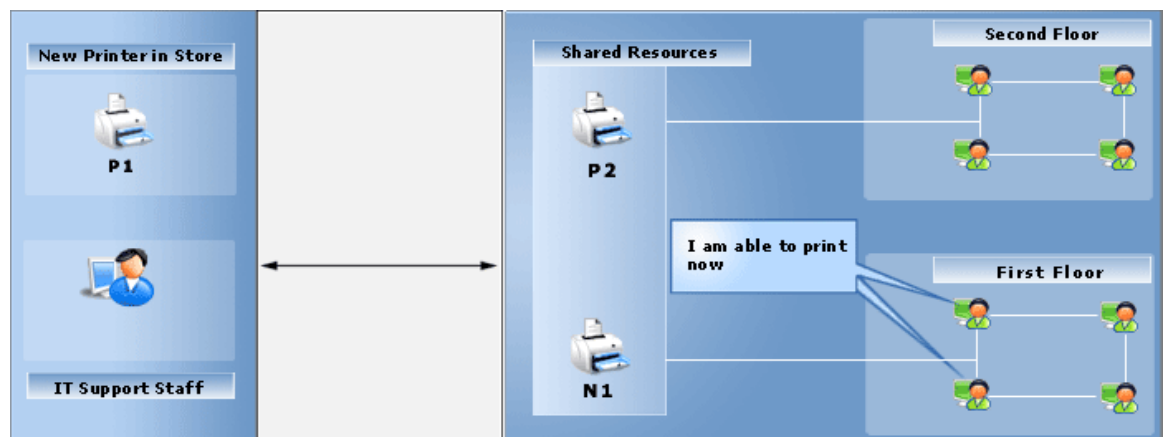 New Printer in Store
P1
IT Support Staff
Shared Resources
P2
N1
Second Floor
I am able to print
now
First Floor